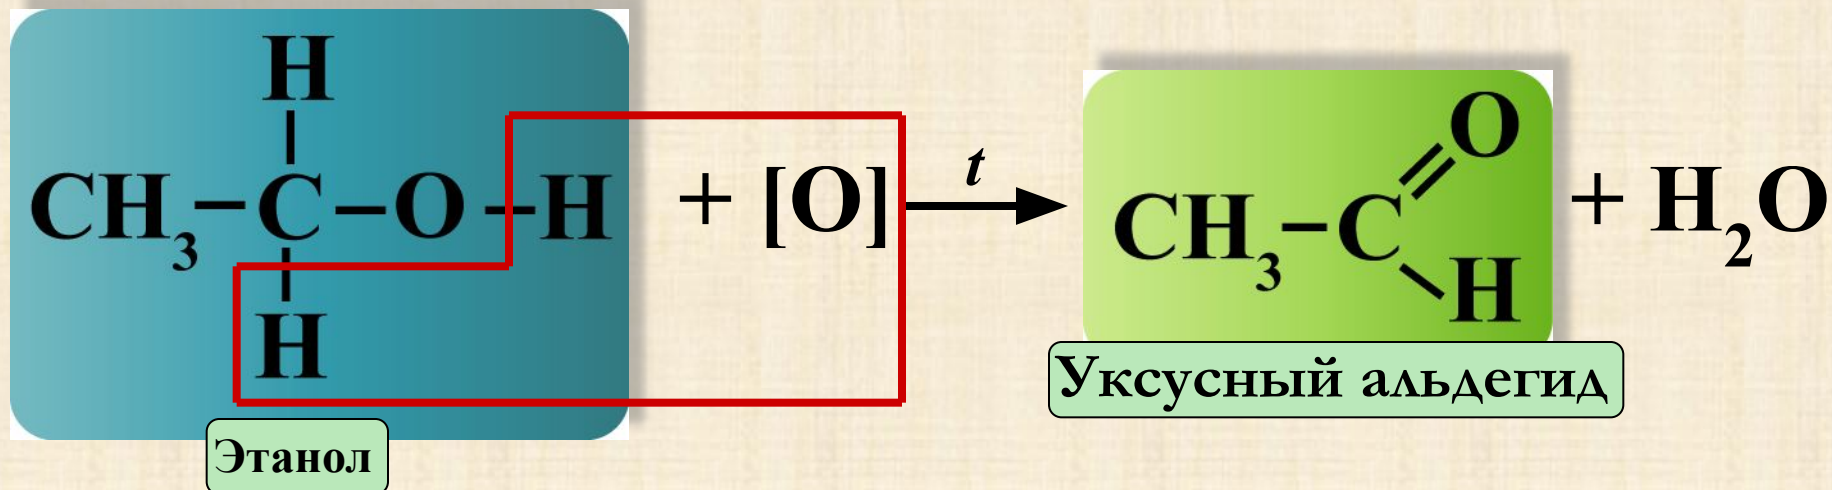 H
CH₃–C–O–H + [O] t → CH₃–C=O + H₂O
H H
Этанол
Уксусный альдегид